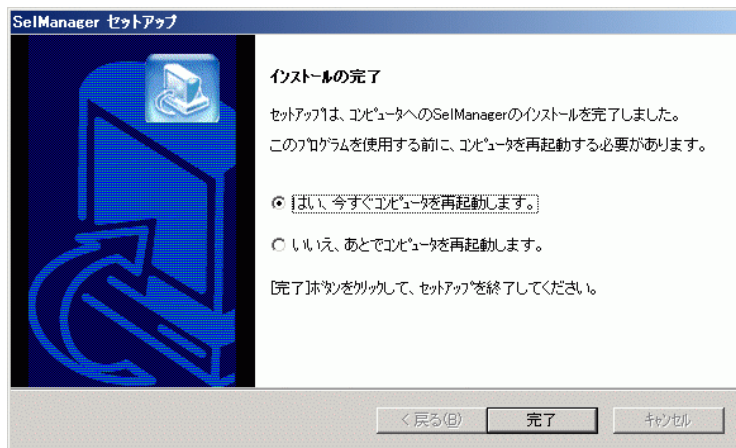 SelManager セットアップ
インストールの完了
セットアップは、コンピュータへのSelManagerのインストールを完了しました。
このプログラムを使用する前に、コンピュータを再起動する必要があります。
はい、今すぐコンピュータを再起動します。
いいえ、あとでコンピュータを再起動します。
[完了]ボタンをクリックして、セットアップを終了してください。
< 戻る(B)
完了
キャンセル